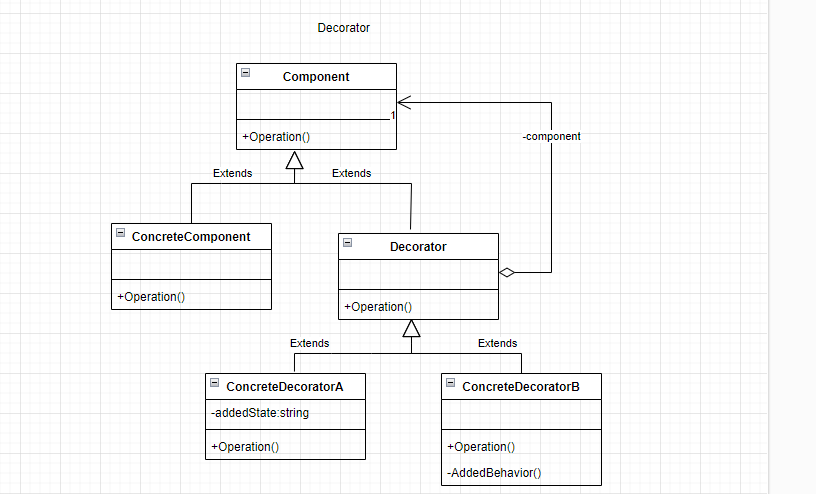 Decorator
Component
1
+Operation()
-component
Extends
Extends
ConcreteComponent
+Operation()
Decorator
+Operation()
Extends
Extends
ConcreteDecoratorA
-addedState:string
+Operation()
ConcreteDecoratorB
+Operation()
-AddedBehavior()